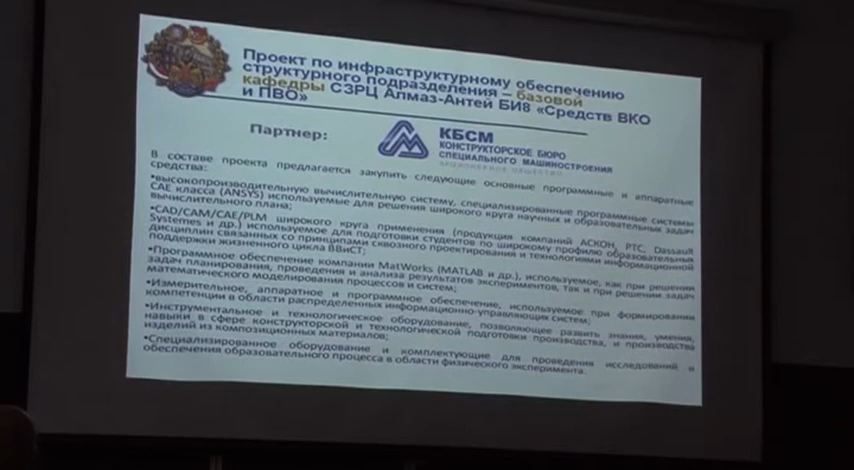 Проект по инфраструктурному обеспечению
структурного подразделения – базовой
кафедры СЗРЦ Алмаз-Антей БИ8 «Средств ВКО
и ПВО»
Партнер:
КБСМ
КОНСТРУКТОРСКОЕ БЮРО
СПЕЦИАЛЬНОГО МАШИНОСТРОЕНИЯ
АКЦИОНЕРНОЕ ОБЩЕСТВО
В составе проекта предлагается закупить следующие основные программные и аппаратные
средства:
•высокопроизводительную вычислительную систему, специализированные программные системы
CAE класса (ANSYS) используемые для решения широкого круга научных и образовательных задач
вычислительного плана;
•CAD/CAM/CAE/PLM широкого круга применения (продукция компаний АСКОН, PTC, Dassault
Systemes и др.) используемое для подготовки студентов по широкому профилю образовательных
дисциплин связанных со принципами сквозного проектирования и технологиями информационной
поддержки жизненного цикла ВВиСТ;
•Программное обеспечение компании MatWorks (MATLAB и др.), используемое, как при решении
задач планирования, проведения и анализа результатов экспериментов, так и при решении задач
математического моделирования процессов и систем;
•Измерительное, аппаратное и программное обеспечение, используемое при формировании
компетенции в области распределенных информационно-управляющих систем;
•Инструментальное и технологическое оборудование, позволяющее развить знания, умения,
навыки в сфере конструкторской и технологической подготовки производства, и производства
изделий из композиционных материалов;
•Специализированное оборудование и комплектующие для проведения исследований и
обеспечения образовательного процесса в области физического эксперимента.